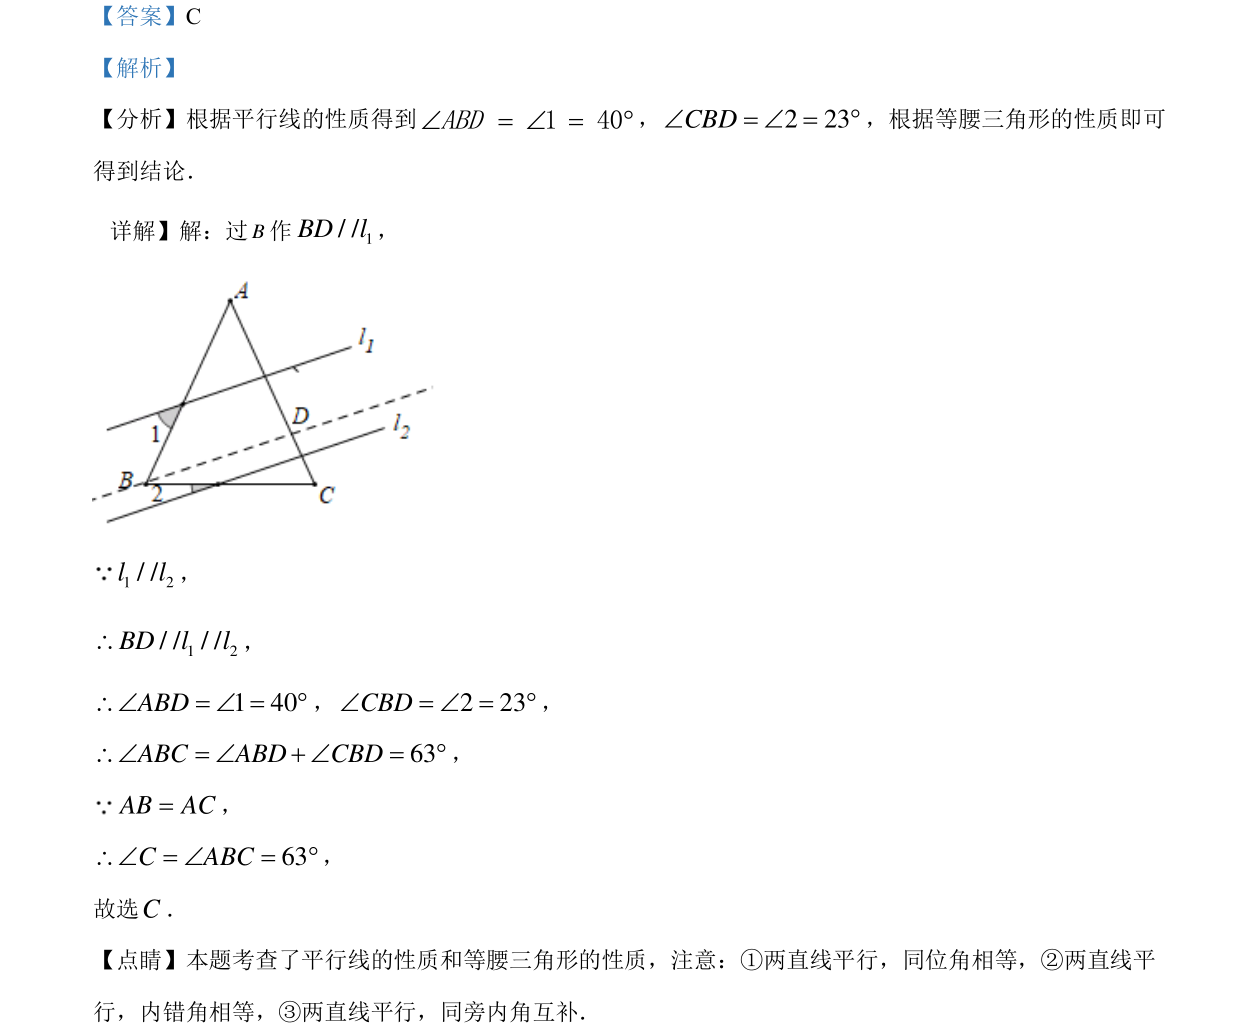 【答案】C
【解析】
【分析】根据平行线的性质得到∠ABD = ∠1 = 40°，∠CBD=∠2=23°，根据等腰三角形的性质即可
得到结论．
详解】解：过B作BD//l₁，
A
l₁
D
l₂
1
B
2
C
∵l₁//l₂，
∴BD//l₁//l₂，
∴∠ABD=∠1=40°，∠CBD=∠2=23°，
∴∠ABC=∠ABD+∠CBD=63°，
∵AB=AC，
∴∠C=∠ABC=63°，
故选C．
【点睛】本题考查了平行线的性质和等腰三角形的性质，注意：①两直线平行，同位角相等，②两直线平
行，内错角相等，③两直线平行，同旁内角互补．